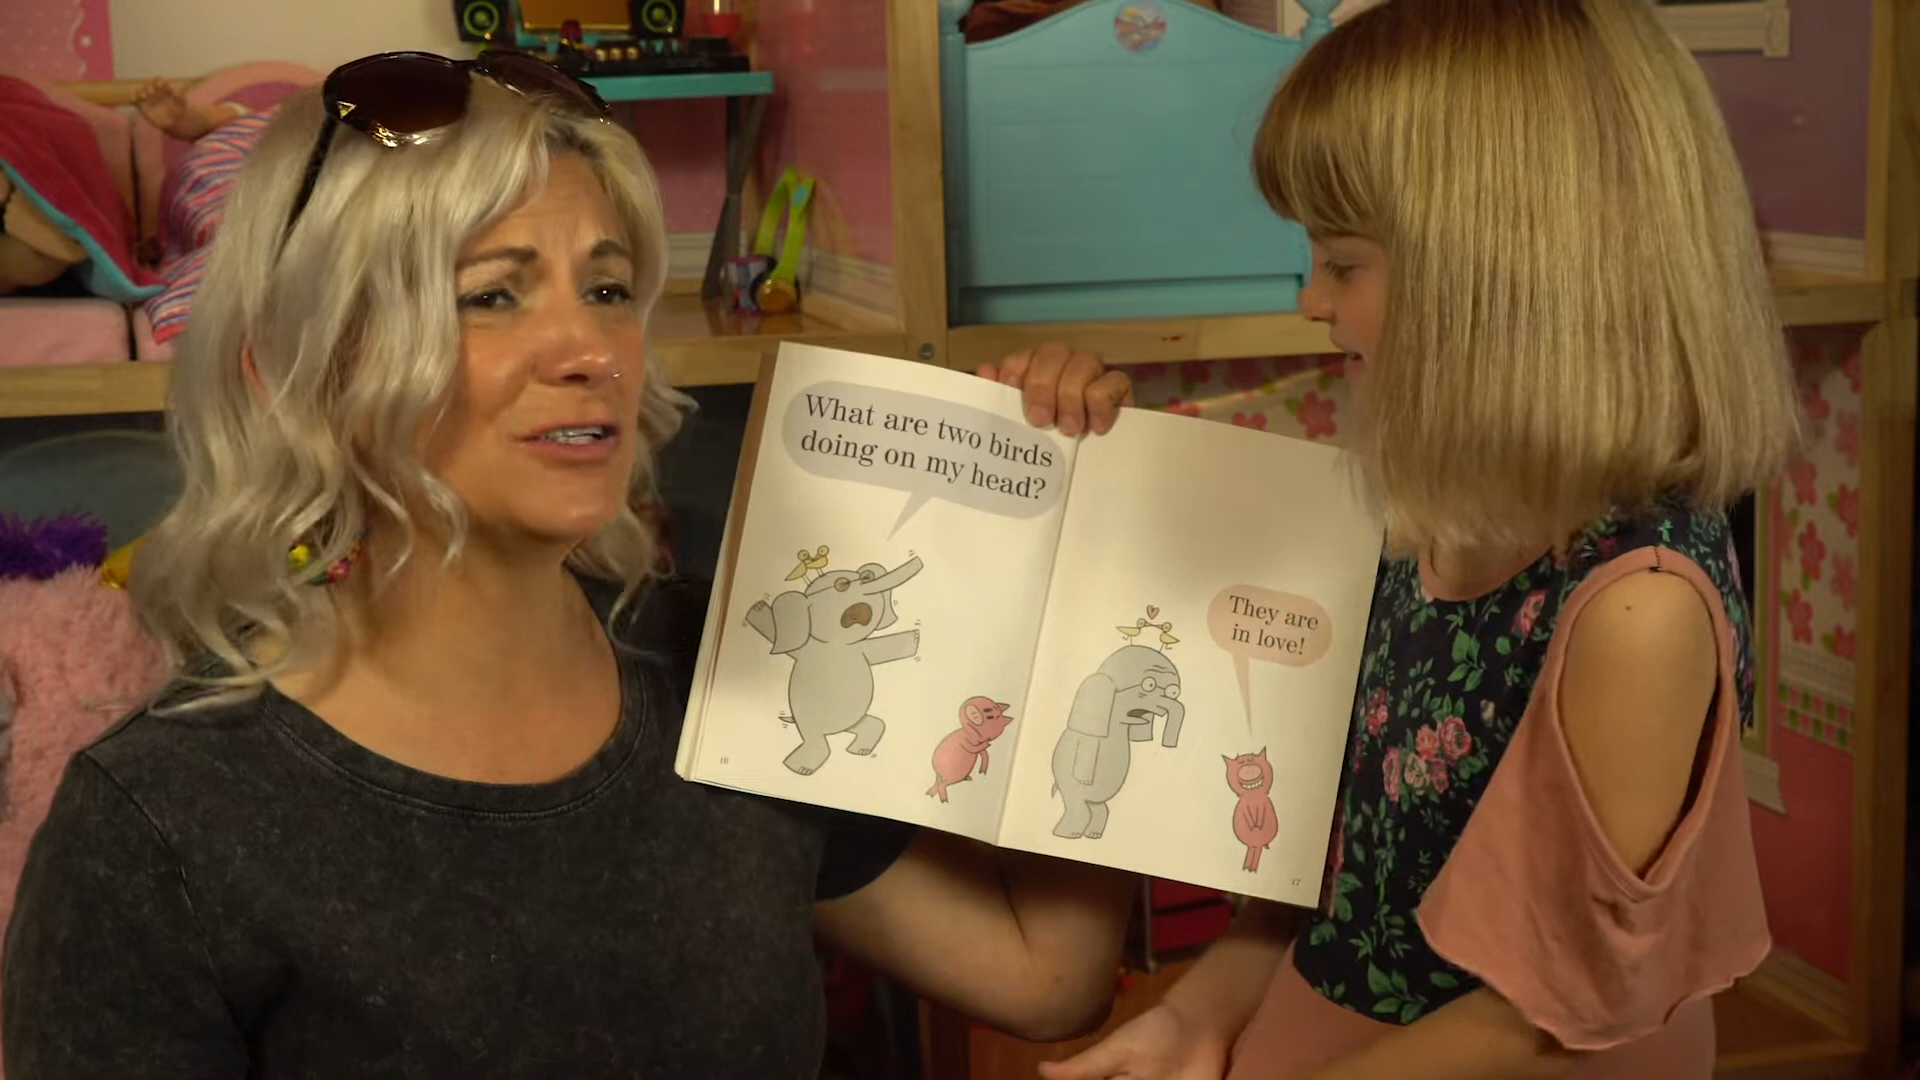 What are two birds
doing on my head?
They are
in love!
16
17